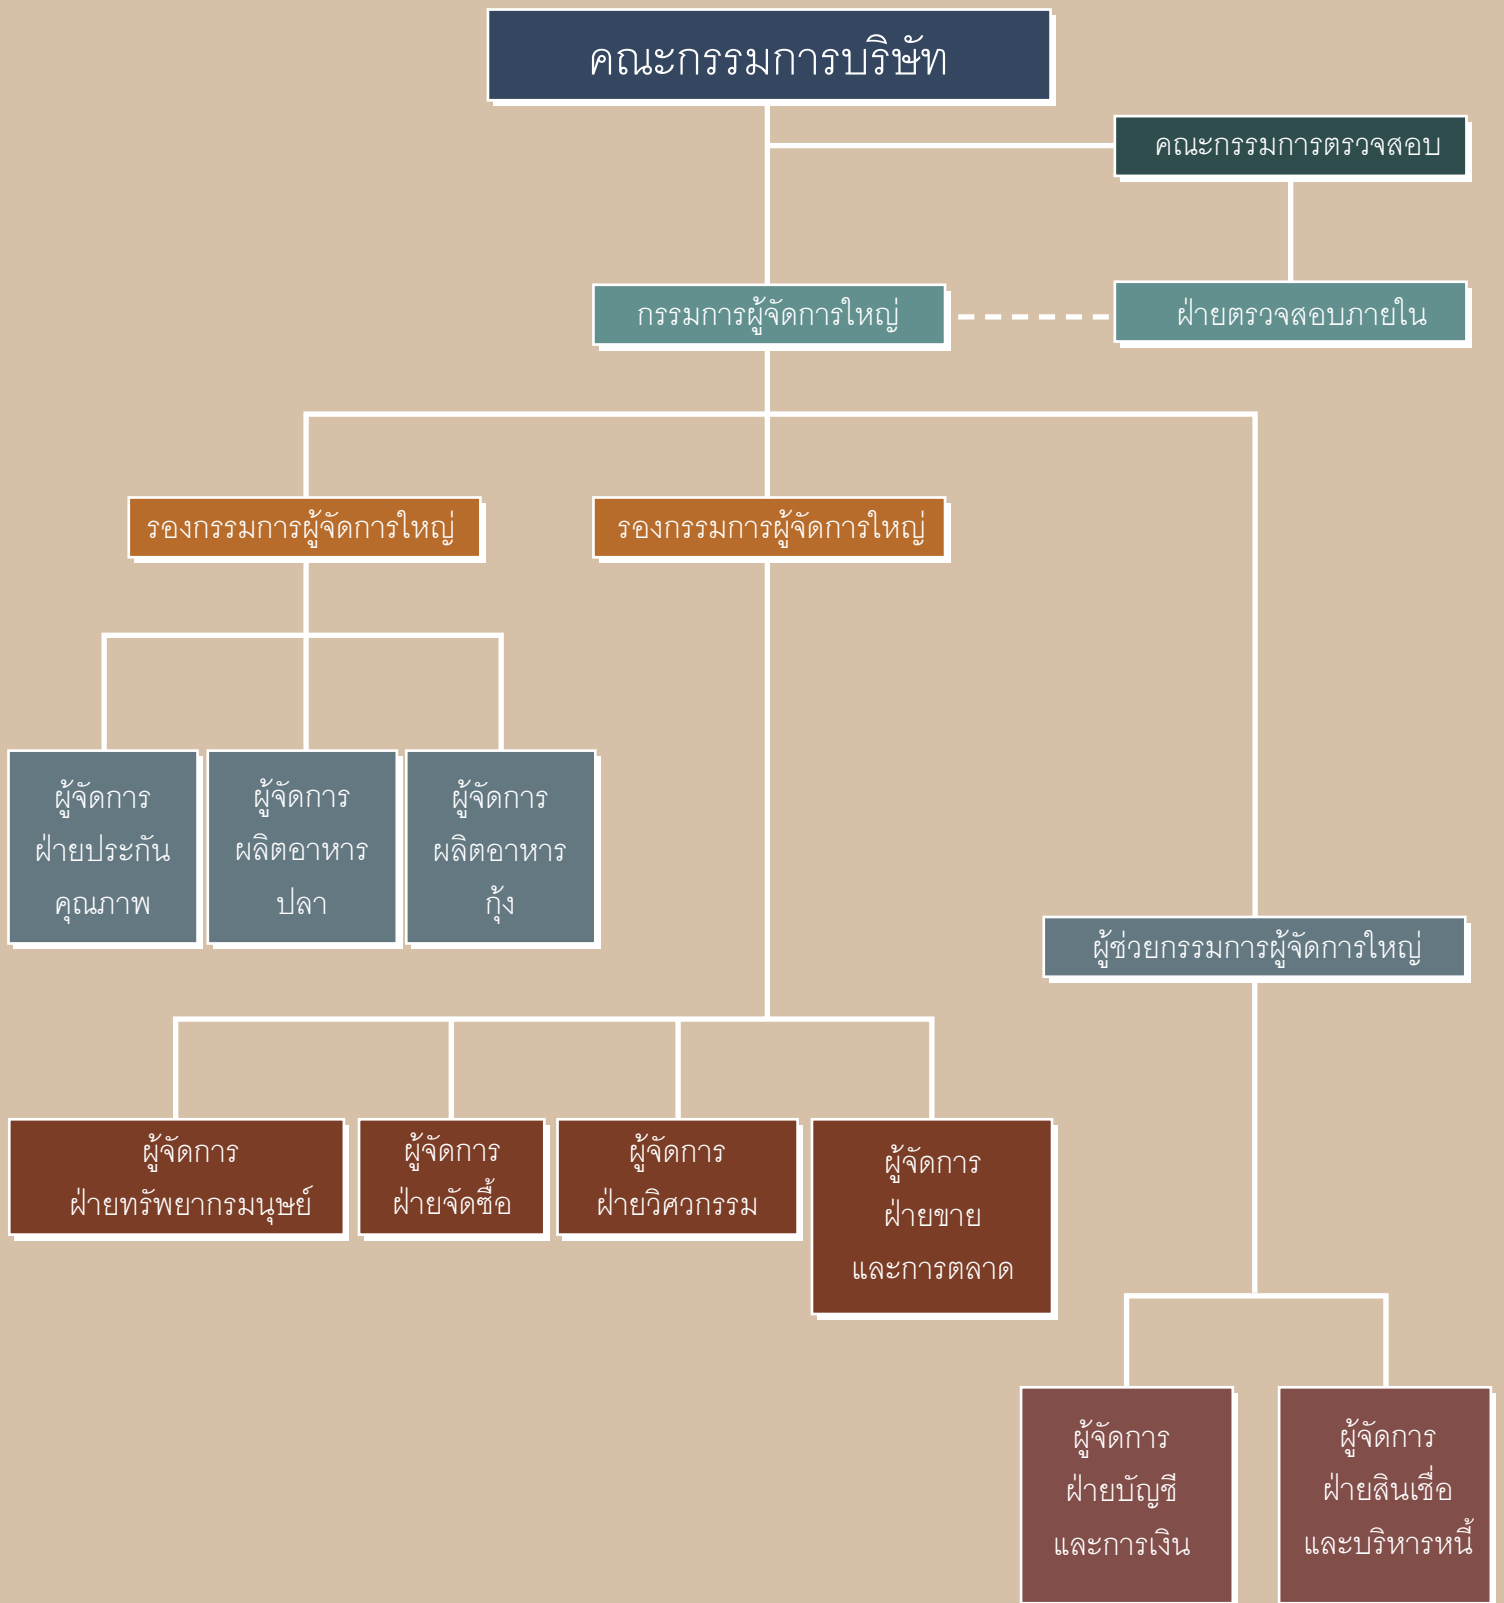 คณะกรรมการบริษัท
คณะกรรมการตรวจสอบ
กรรมการผู้จัดการใหญ่
ฝ่ายตรวจสอบภายใน
รองกรรมการผู้จัดการใหญ่
รองกรรมการผู้จัดการใหญ่
ผู้จัดการ
ฝ่ายประกัน
คุณภาพ
ผู้จัดการ
ผลิตอาหาร
ปลา
ผู้จัดการ
ผลิตอาหาร
กุ้ง
ผู้ช่วยกรรมการผู้จัดการใหญ่
ผู้จัดการ
ฝ่ายทรัพยากรมนุษย์
ผู้จัดการ
ฝ่ายจัดซื้อ
ผู้จัดการ
ฝ่ายวิศวกรรม
ผู้จัดการ
ฝ่ายขาย
และการตลาด
ผู้จัดการ
ฝ่ายบัญชี
และการเงิน
ผู้จัดการ
ฝ่ายสินเชื่อ
และบริหารหนี้